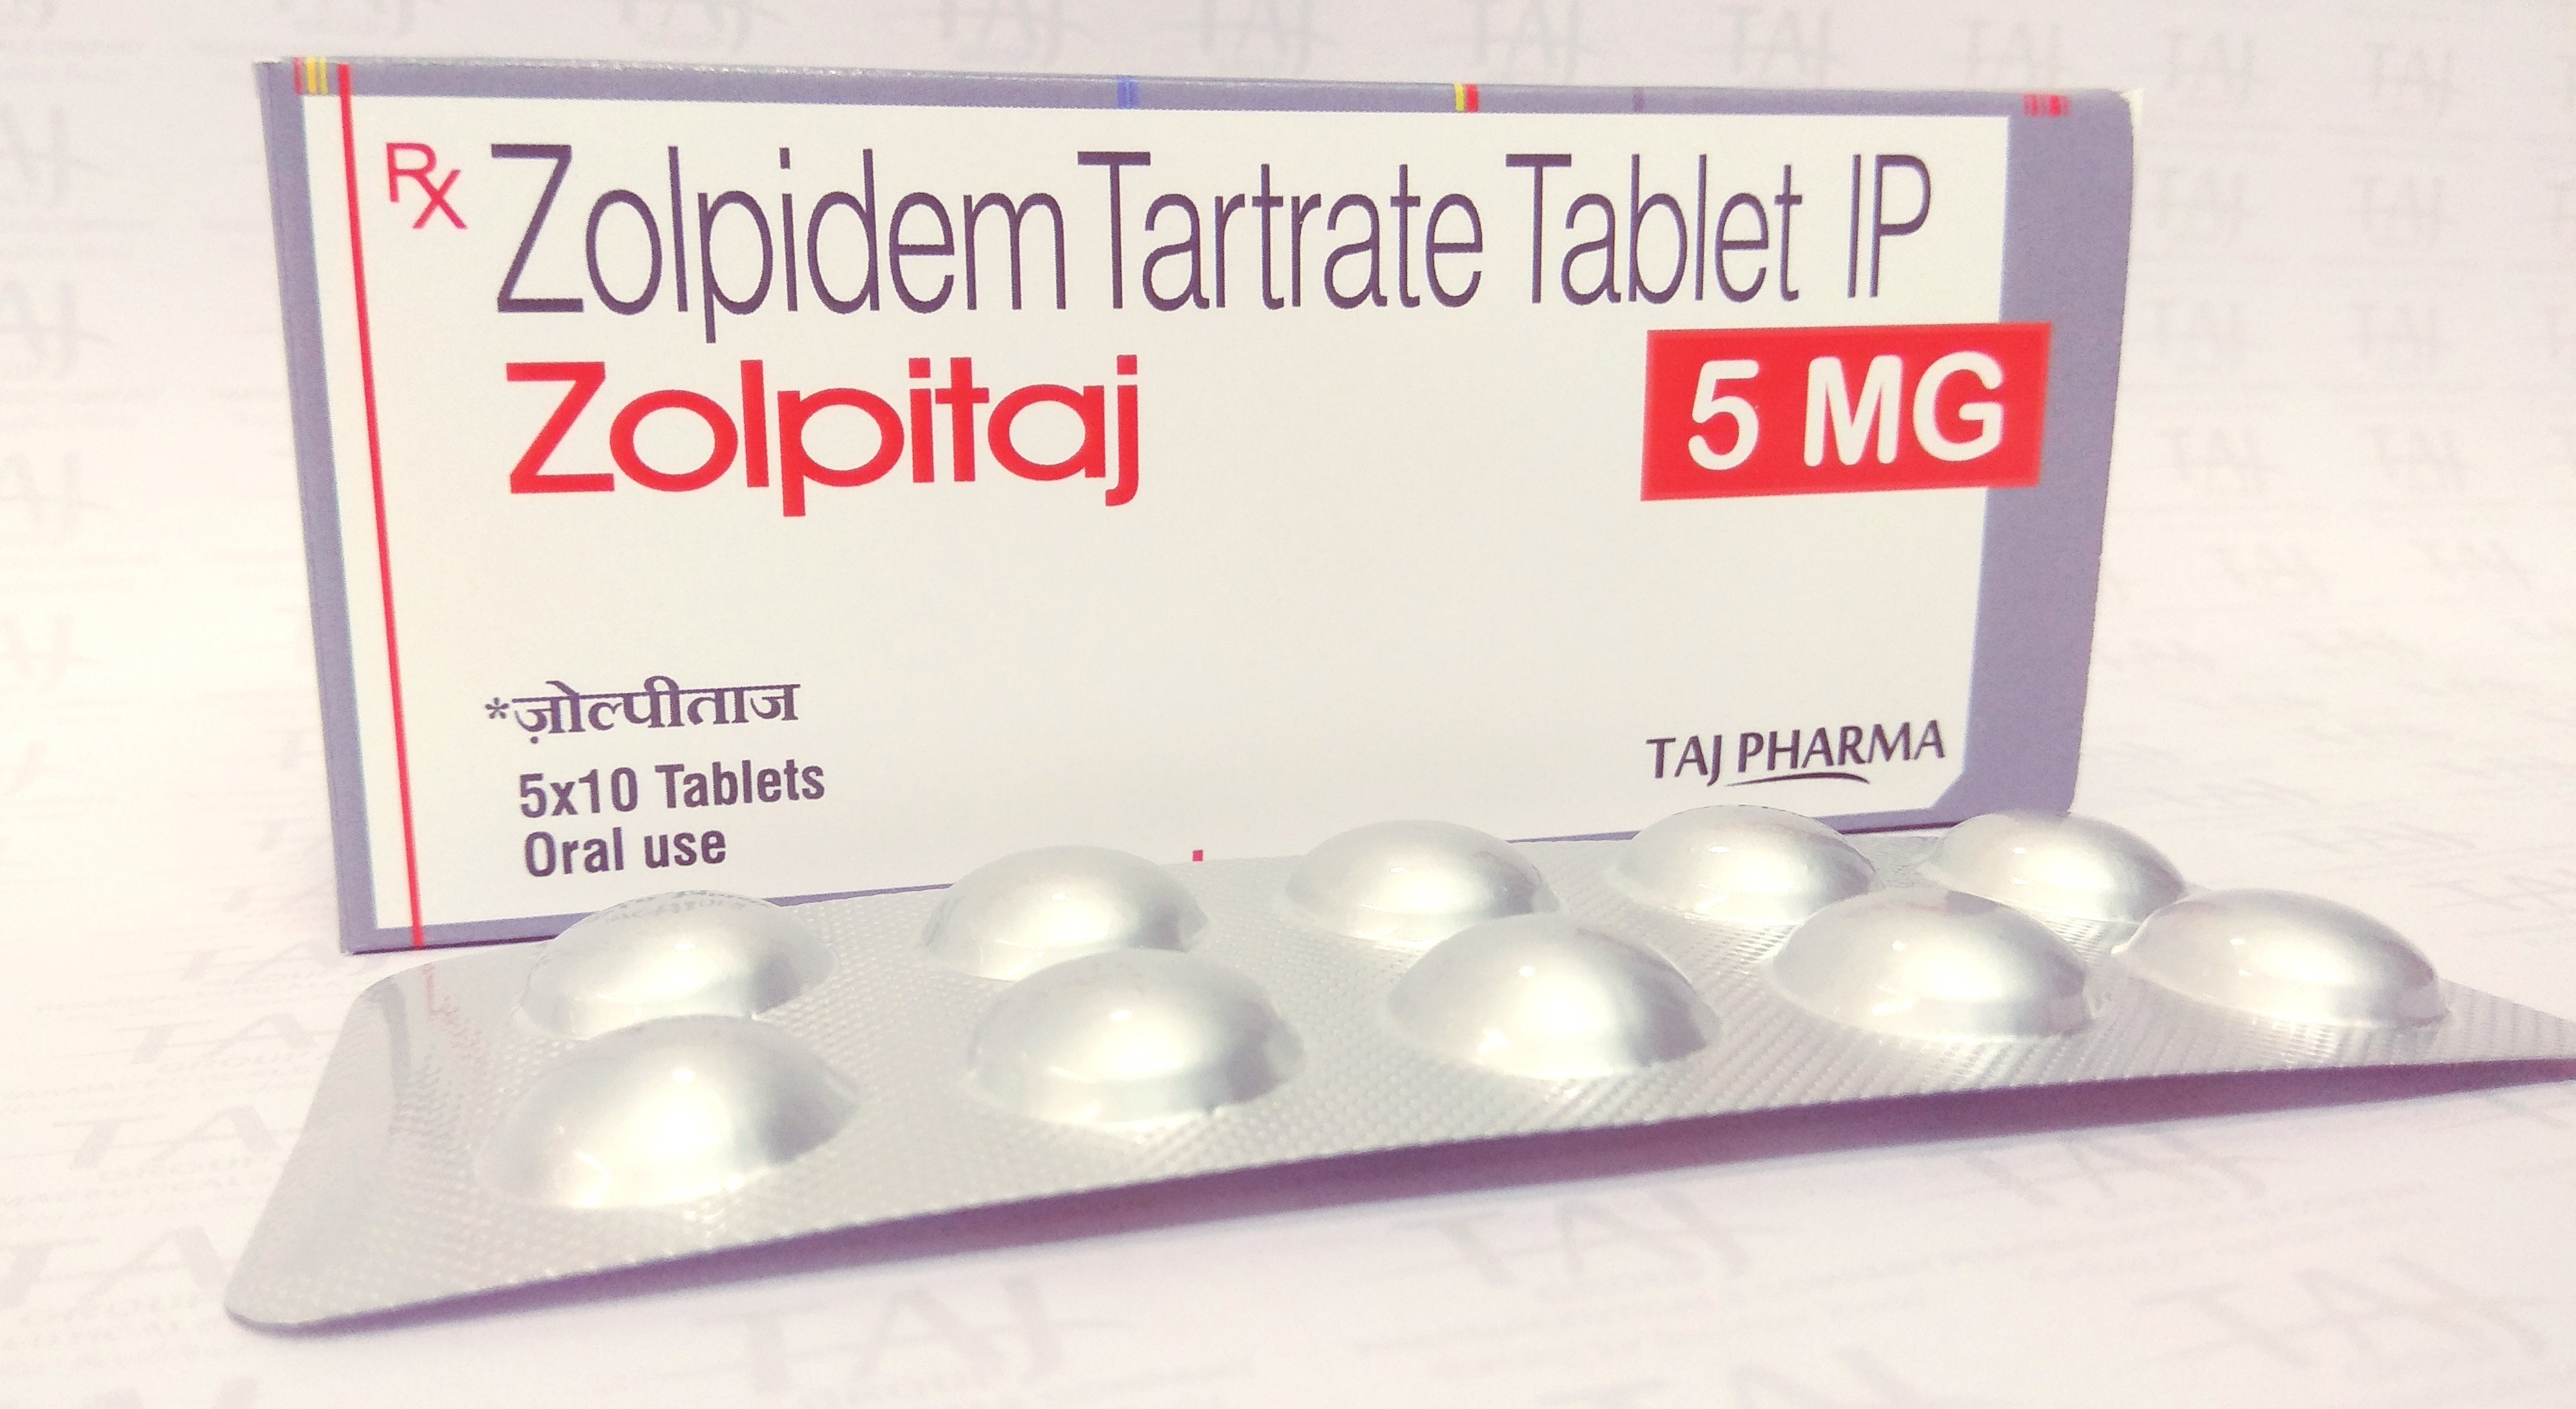 Rx Zolpidem Tartrate Tablet IP
Zolpitaj
5 MG
*ज़ोल्पीताज
5x10 Tablets
Oral use
TAJ PHARMA